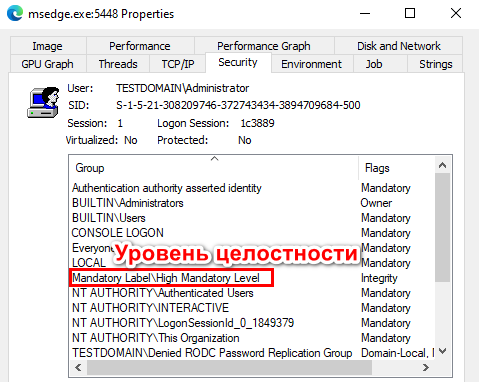 msedge.exe:5448 Properties
Image Performance Performance Graph Disk and Network
GPU Graph Threads TCP/IP Security Environment Job Strings
User: TESTDOMAIN\Administrator
SID: S-1-5-21-308209746-372743434-3894709684-500
Session: 1 Logon Session: 1c3889
Virtualized: No Protected: No
Group Flags
Authentication authority asserted identity Mandatory
BUILTIN\Administrators Owner
BUILTIN\Users Mandatory
CONSOLE LOGON Mandatory
Everyone Mandatory
Уровень целостности
LOCAL Mandatory
Mandatory Label\High Mandatory Level Integrity
NT AUTHORITY\Authenticated Users Mandatory
NT AUTHORITY\INTERACTIVE Mandatory
NT AUTHORITY\LogonSessionId_0_1849379 Mandatory
NT AUTHORITY\This Organization Mandatory
TESTDOMAIN\Denied RODC Password Replication Group Domain-Local, M